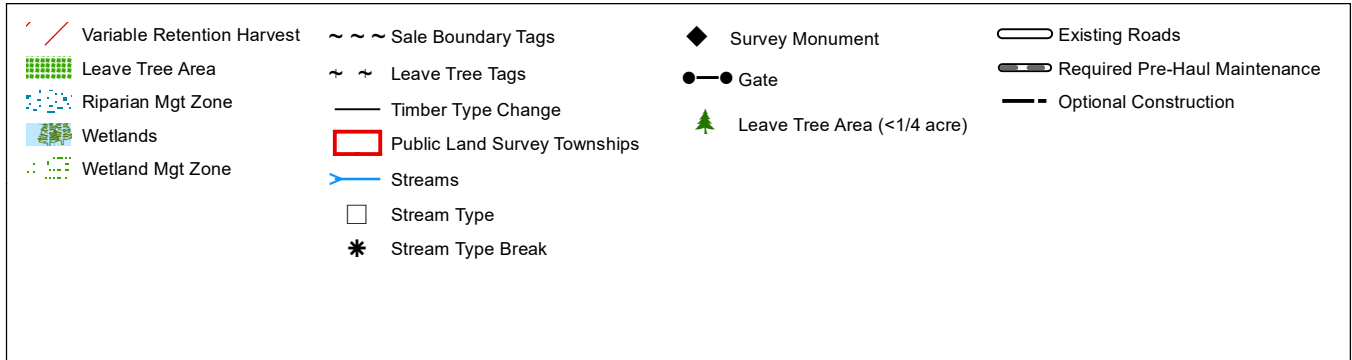 Variable Retention Harvest
Leave Tree Area
Riparian Mgt Zone
Wetlands
Wetland Mgt Zone
Sale Boundary Tags
Leave Tree Tags
Timber Type Change
Public Land Survey Townships
Streams
Stream Type
Stream Type Break
Survey Monument
Gate
Leave Tree Area (<1/4 acre)
Existing Roads
Required Pre-Haul Maintenance
Optional Construction